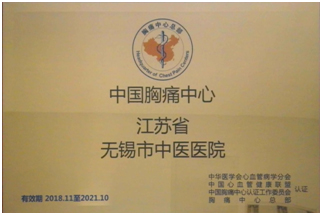 胸痛中心总部
Headquarter of Chest Pain Centers
中国胸痛中心
江苏省
无锡市中医医院
中华医学会心血管病学分会
中国心血管健康联盟
中国胸痛中心认证工作委员会 认证
胸痛中心总部
有效期 2018.11至2021.10